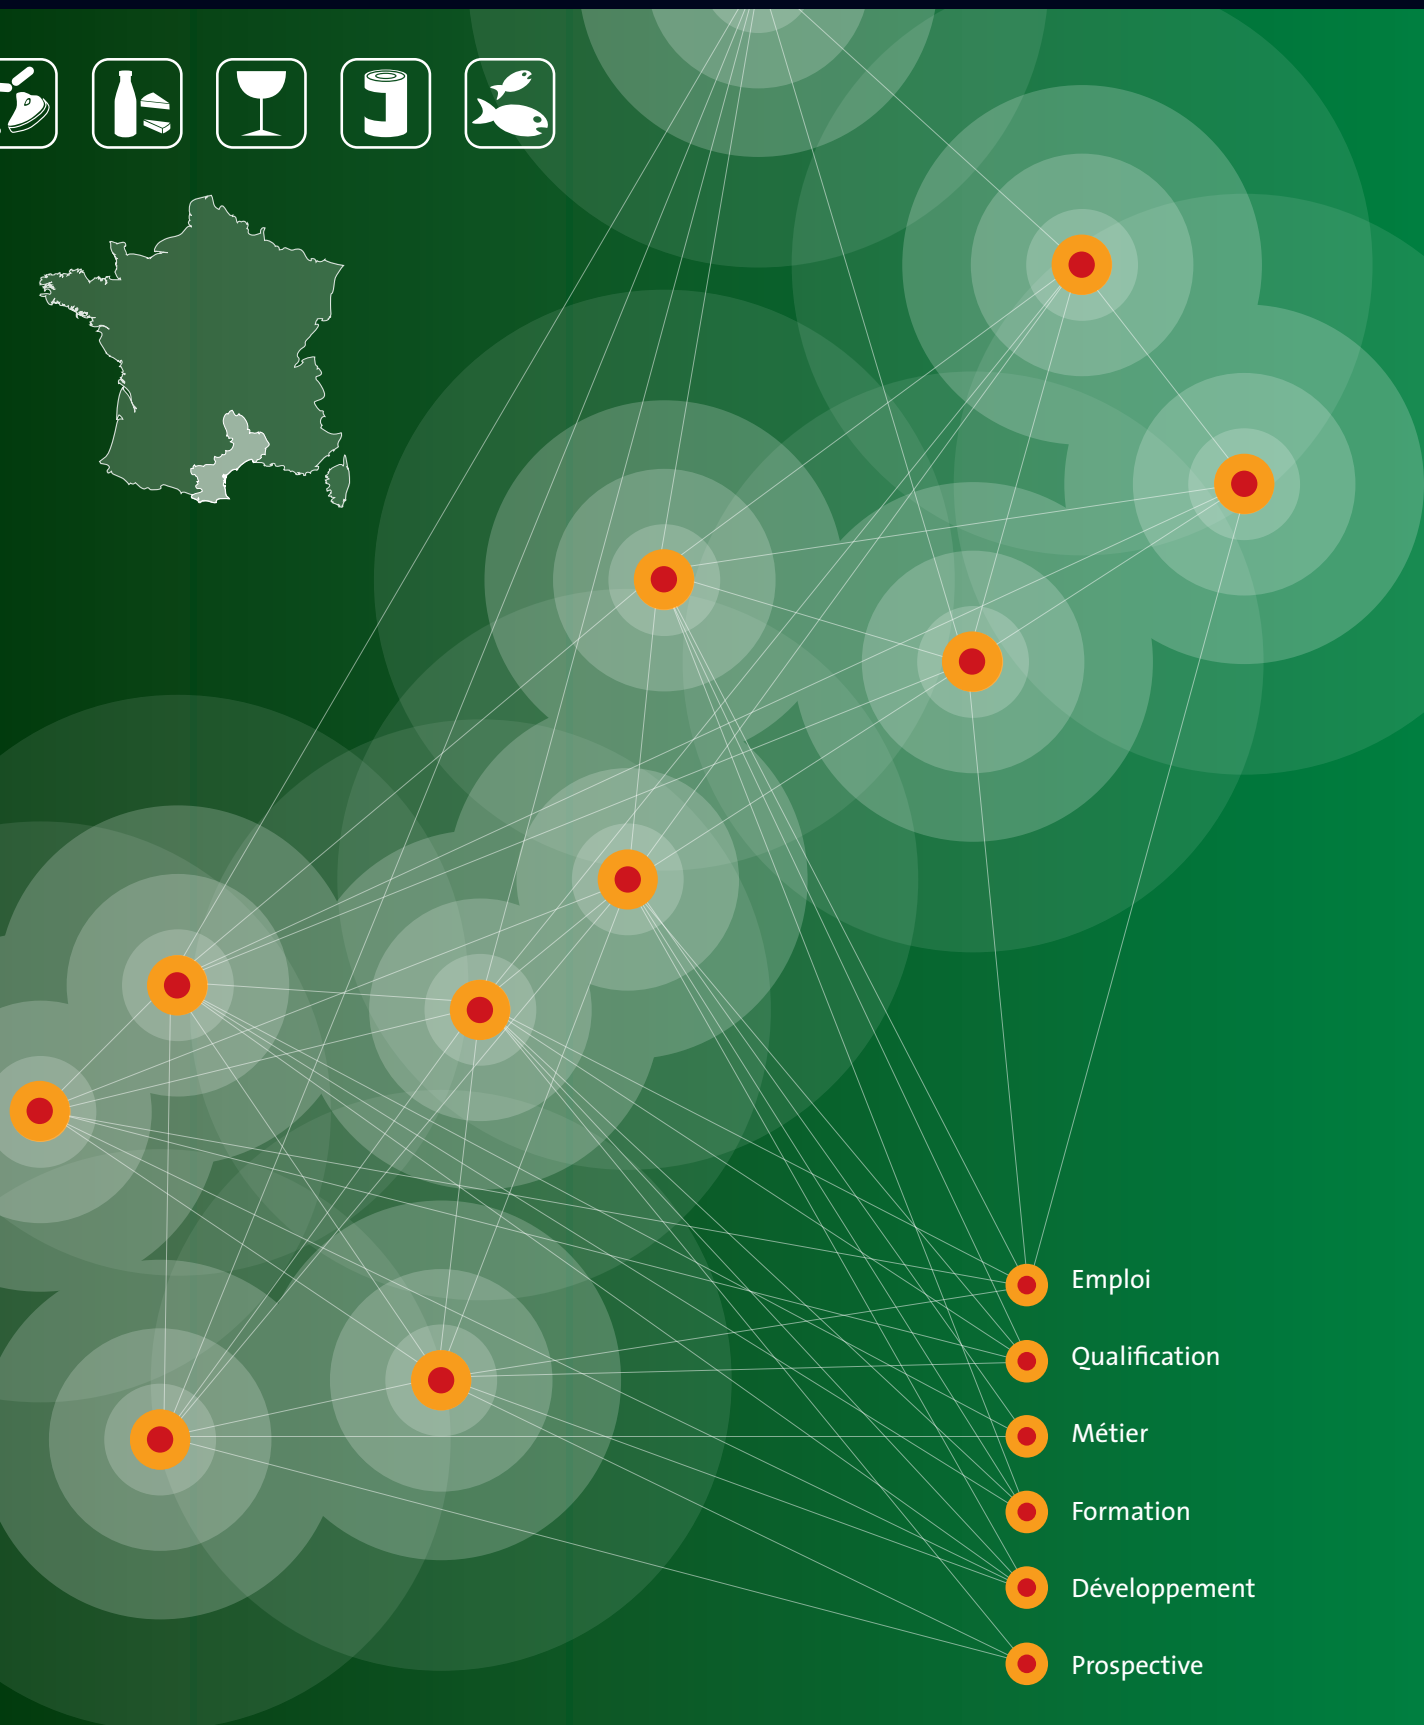 Emploi
Qualification
Métier
Formation
Développement
Prospective